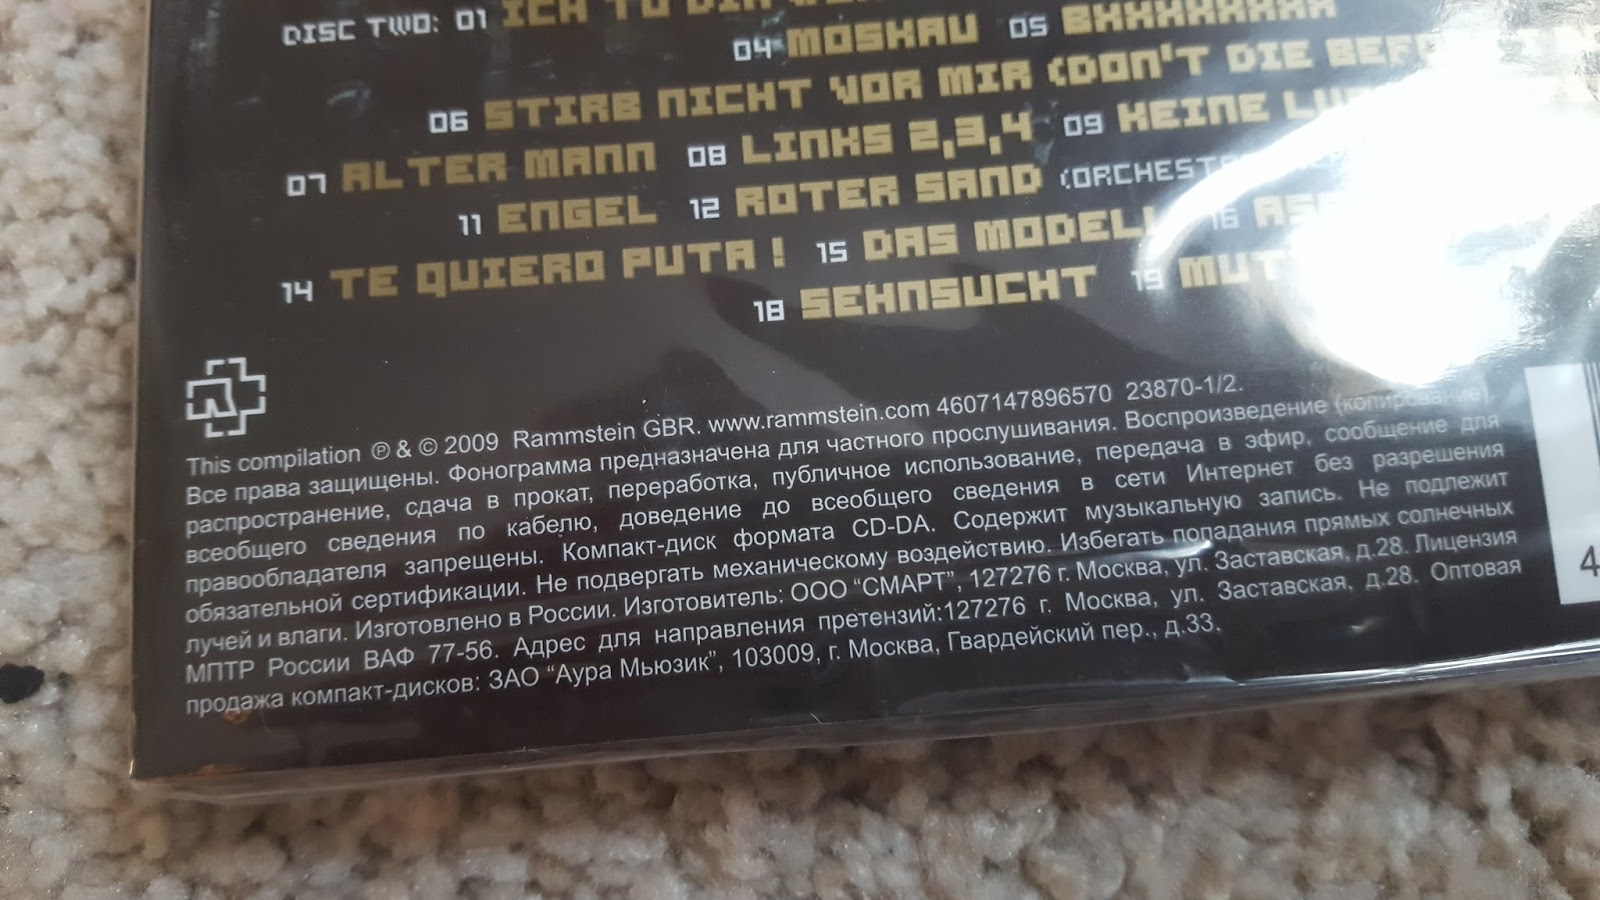 DISC TWO: 01 ICH TU DIR
04 MOSKAU 05 BXXXXXXXX
06 STIRB NICHT VOR MIR (DON'T DIE
07 ALTER MANN 08 LINKS 2,3,4 09 KEINE
11 ENGEL 12 ROTER SAND
14 TE QUIERO PUTA! 15 DAS MODELL 16
18 SEHNSUCHT 19
This compilation ℗ & © 2009 Rammstein GBR. www.rammstein.com 4607147896570 23870-1/2.
Все права защищены. Фонограмма предназначена для частного прослушивания. Воспроизведение (копирование),
распространение, сдача в прокат, переработка, публичное использование, передача в эфир, сообщение для
всеобщего сведения по кабелю, доведение до всеобщего сведения в сети Интернет без разрешения
правообладателя запрещены. Компакт-диск формата CD-DA. Содержит музыкальную запись. Не подлежит
обязательной сертификации. Не подвергать механическому воздействию. Избегать попадания прямых солнечных
лучей и влаги. Изготовлено в России. Изготовитель: ООО “СМАРТ”, 127276 г. Москва, ул. Заставская, д.28. Лицензия
МПТР России ВАФ 77-56. Адрес для направления претензий:127276 г. Москва, ул. Заставская, д.28. Оптовая
продажа компакт-дисков: ЗАО “Аура Мьюзик”, 103009, г. Москва, Гвардейский пер., д.33.
4